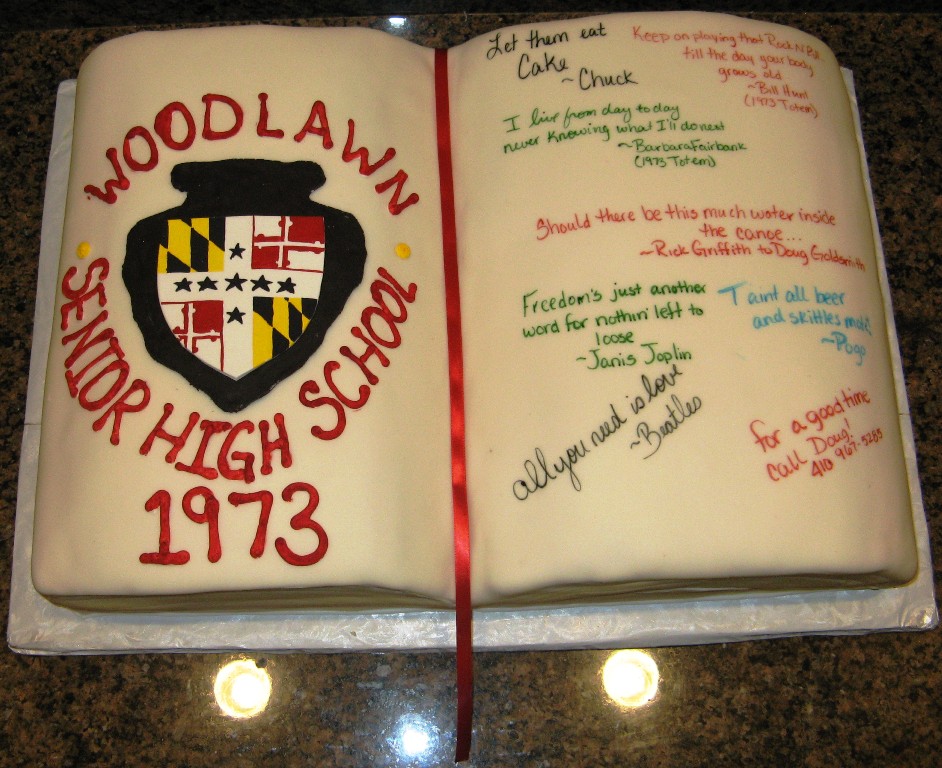 WOODLAWN
SENIOR HIGH SCHOOL
1973
Let them eat
Cake
~Chuck
Keep on playing that Rock N Roll
till the day your body
grows old
~Bill Hunt
(1973 Totem)
I live from day to day
never knowing what I'll do next
~Barbara Fairbank
(1973 Totem)
Should there be this much water inside
the canoe...
~Rick Griffith to Doug Goldsmith
Freedom's just another
word for nothin' left to
loose
~Janis Joplin
T aint all beer
and skittles
~Pogo
all you need is love
~Beatles
for a good time
call Doug!
410 967-5285